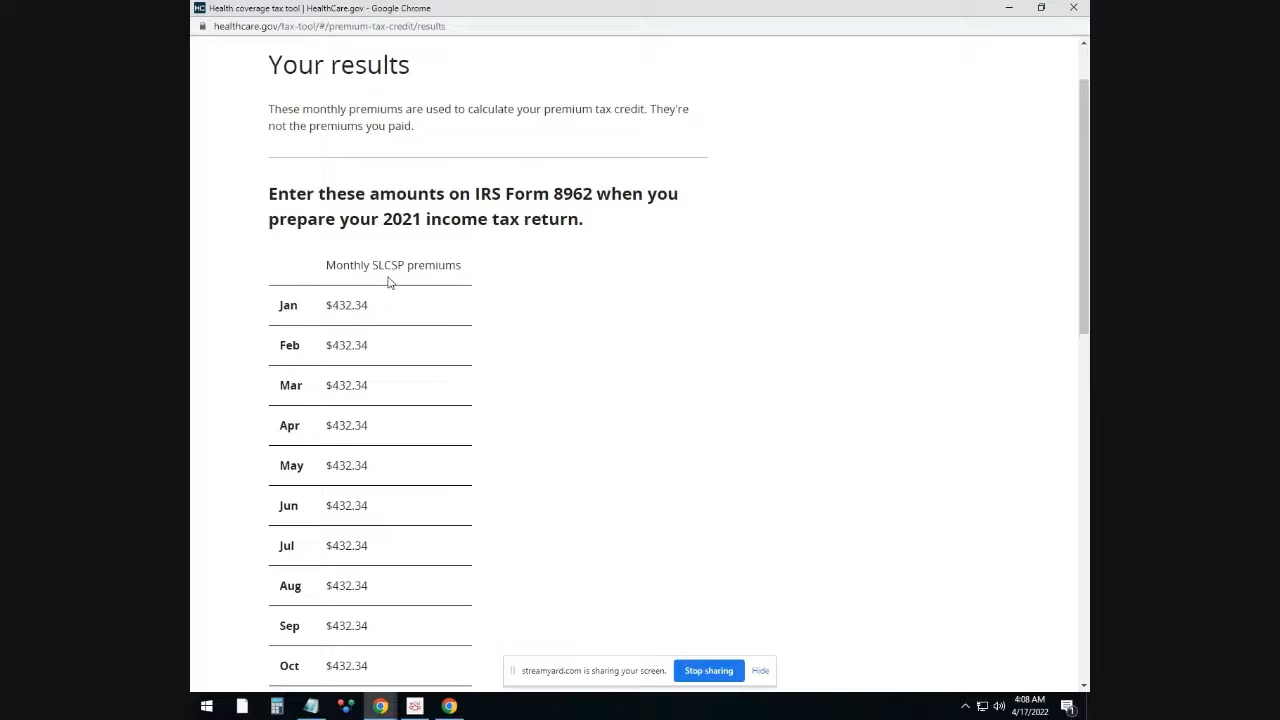 Health coverage tax tool | HealthCare.gov - Google Chrome
healthcare.gov/tax-tool/#/premium-tax-credit/results
Your results
These monthly premiums are used to calculate your premium tax credit. They're
not the premiums you paid.
Enter these amounts on IRS Form 8962 when you
prepare your 2021 income tax return.
Monthly SLCSP premiums
Jan $432.34
Feb $432.34
Mar $432.34
Apr $432.34
May $432.34
Jun $432.34
Jul $432.34
Aug $432.34
Sep $432.34
Oct $432.34
streamyard.com is sharing your screen. Stop sharing Hide
4:08 AM
4/17/2022